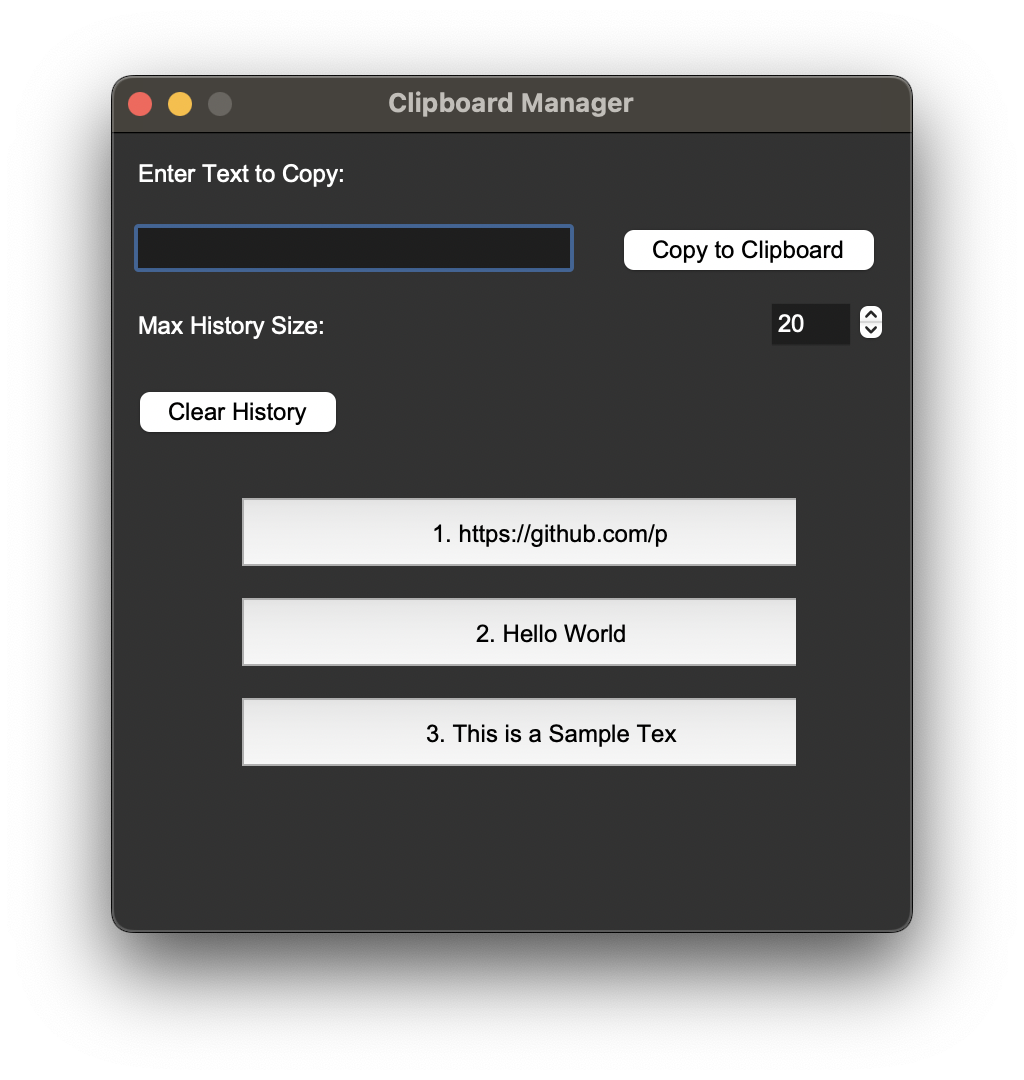 Clipboard Manager
Enter Text to Copy:
Copy to Clipboard
Max History Size: 20
Clear History
1. https://github.com/p
2. Hello World
3. This is a Sample Tex